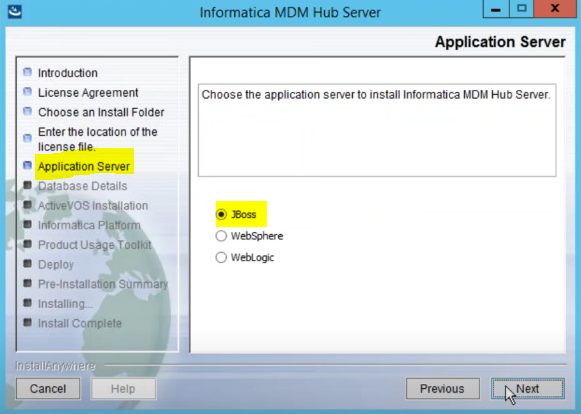 Informatica MDM Hub Server
Application Server
Introduction
License Agreement
Choose an Install Folder
Enter the location of the
license file.
Application Server
Database Details
ActiveVOS Installation
Informatica Platform
Product Usage Toolkit
Deploy
Pre-Installation Summary
Installing...
Install Complete
Choose the application server to install Informatica MDM Hub Server.
JBoss
WebSphere
WebLogic
InstallAnywhere
Cancel
Help
Previous
Next